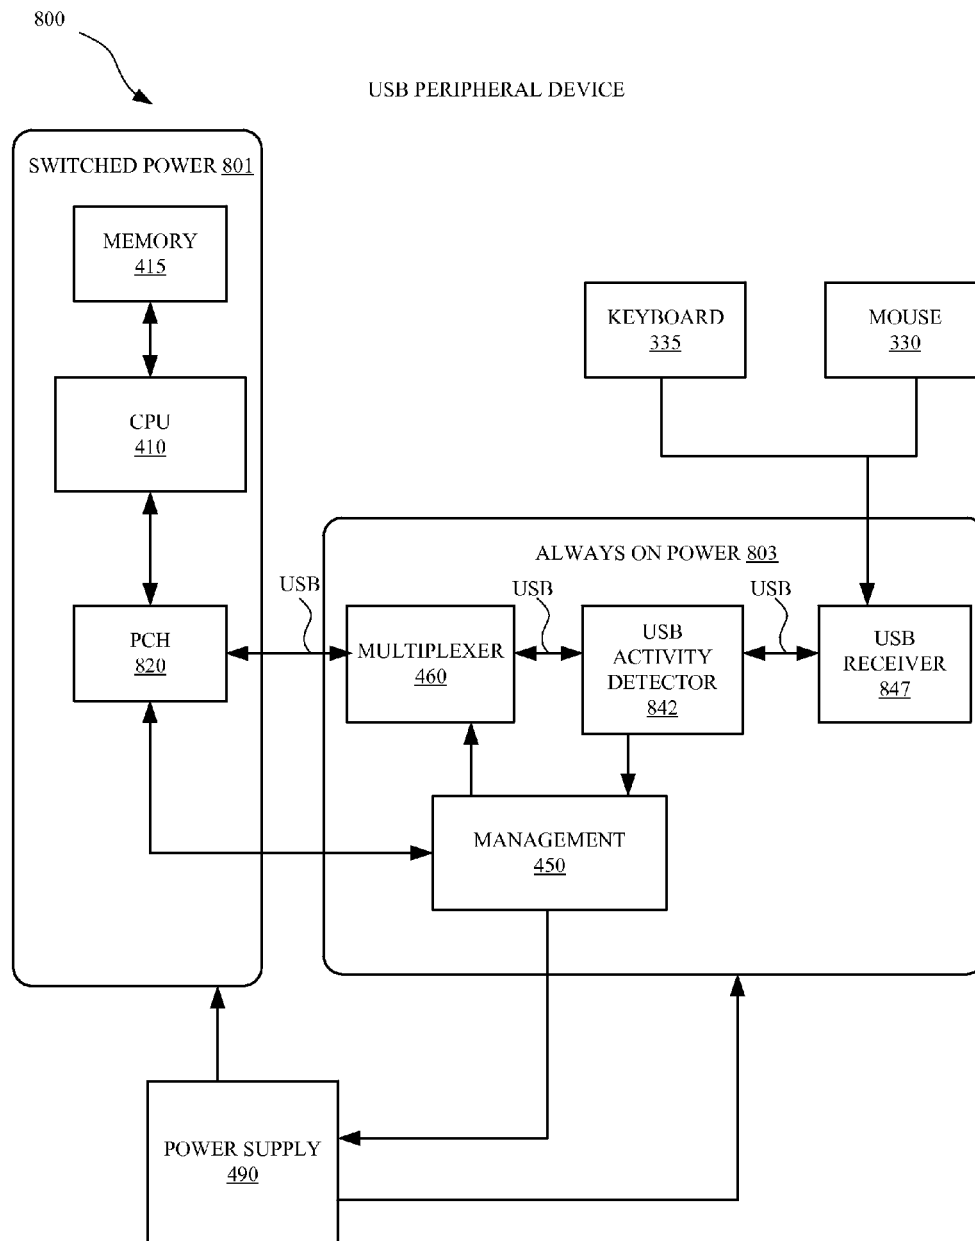 800
USB PERIPHERAL DEVICE
SWITCHED POWER 801
MEMORY
415
KEYBOARD
335
MOUSE
330
CPU
410
ALWAYS ON POWER 803
USB
USB
USB
PCH
820
MULTIPLEXER
460
USB
ACTIVITY
DETECTOR
842
USB
RECEIVER
847
MANAGEMENT
450
POWER SUPPLY
490